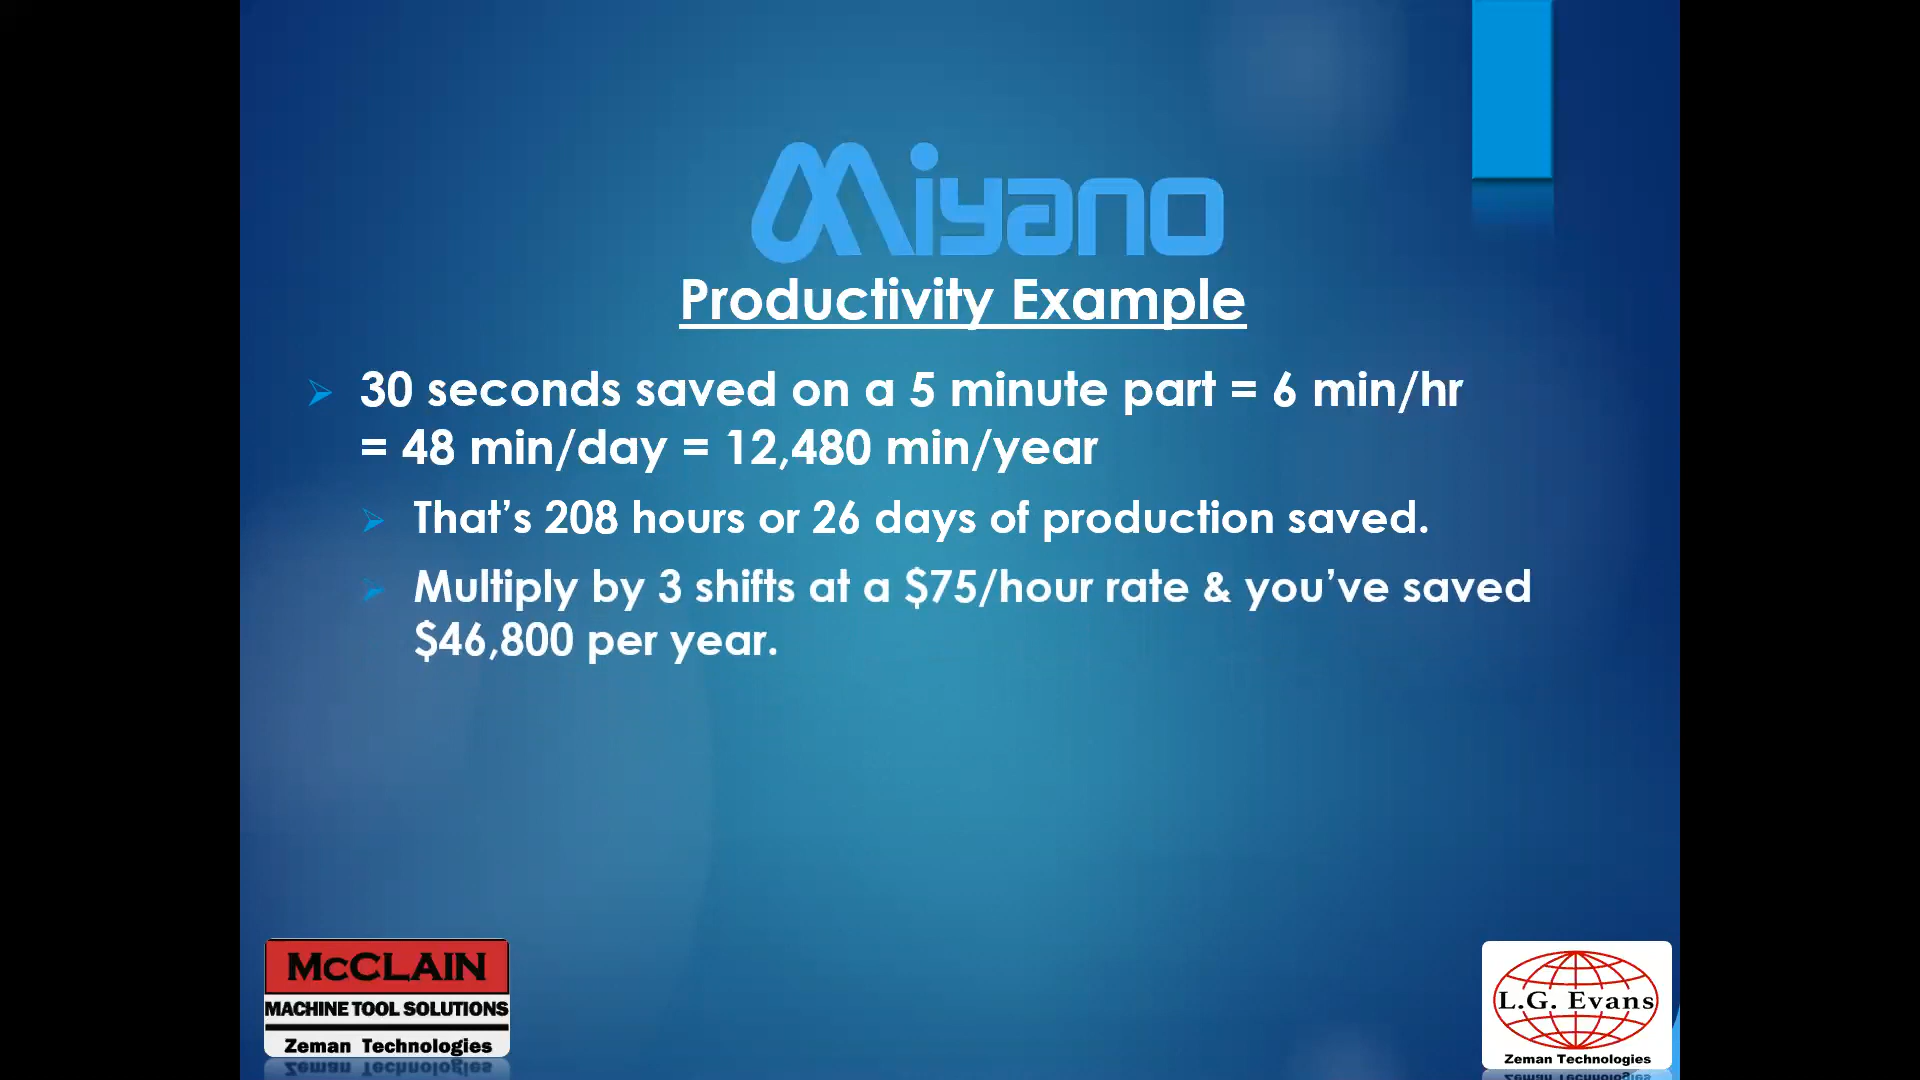 Miyano
Productivity Example
30 seconds saved on a 5 minute part = 6 min/hr
= 48 min/day = 12,480 min/year
That’s 208 hours or 26 days of production saved.
Multiply by 3 shifts at a $75/hour rate & you’ve saved
$46,800 per year.
McCLAIN
MACHINE TOOL SOLUTIONS
Zeman Technologies
L.G. Evans
Zeman Technologies